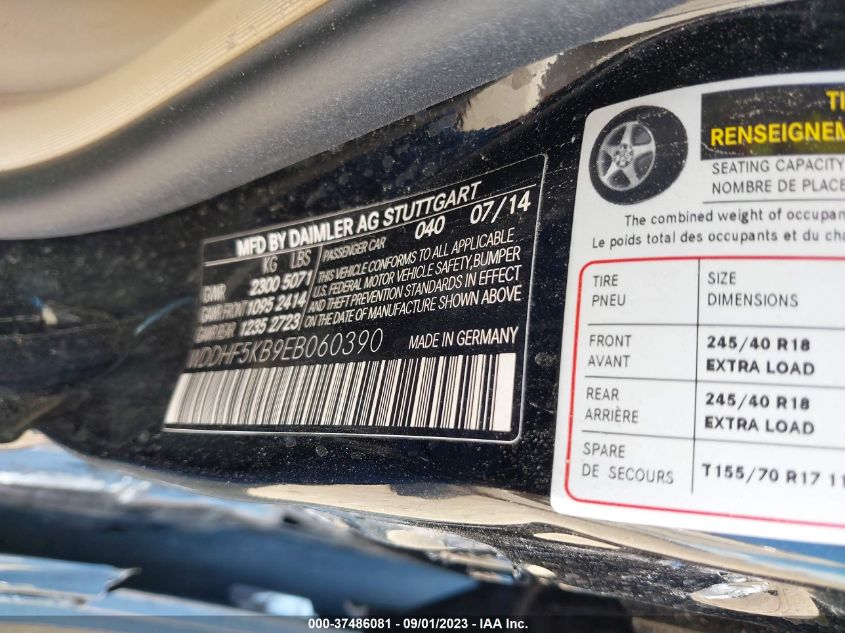 MFD BY DAIMLER AG STUTTGART
KG LBS
PASSENGER CAR 040 07/14
GVWR 2300 5071
GAWR FRONT 1095 2414
GAWR REAR 1235 2723
THIS VEHICLE CONFORMS TO ALL APPLICABLE
U.S. FEDERAL MOTOR VEHICLE SAFETY, BUMPER
AND THEFT PREVENTION STANDARDS IN EFFECT
ON THE DATE OF MANUFACTURE SHOWN ABOVE
WDDHF5KB9EB060390
MADE IN GERMANY
TI
RENSEIGNEM
SEATING CAPACITY
NOMBRE DE PLACE
The combined weight of occupa
Le poids total des occupants et du cha
TIRE SIZE
PNEU DIMENSIONS
FRONT 245/40 R18
AVANT EXTRA LOAD
REAR 245/40 R18
ARRIÈRE EXTRA LOAD
SPARE
DE SECOURS T155/70 R17 11
000-37486081 - 09/01/2023 - IAA Inc.